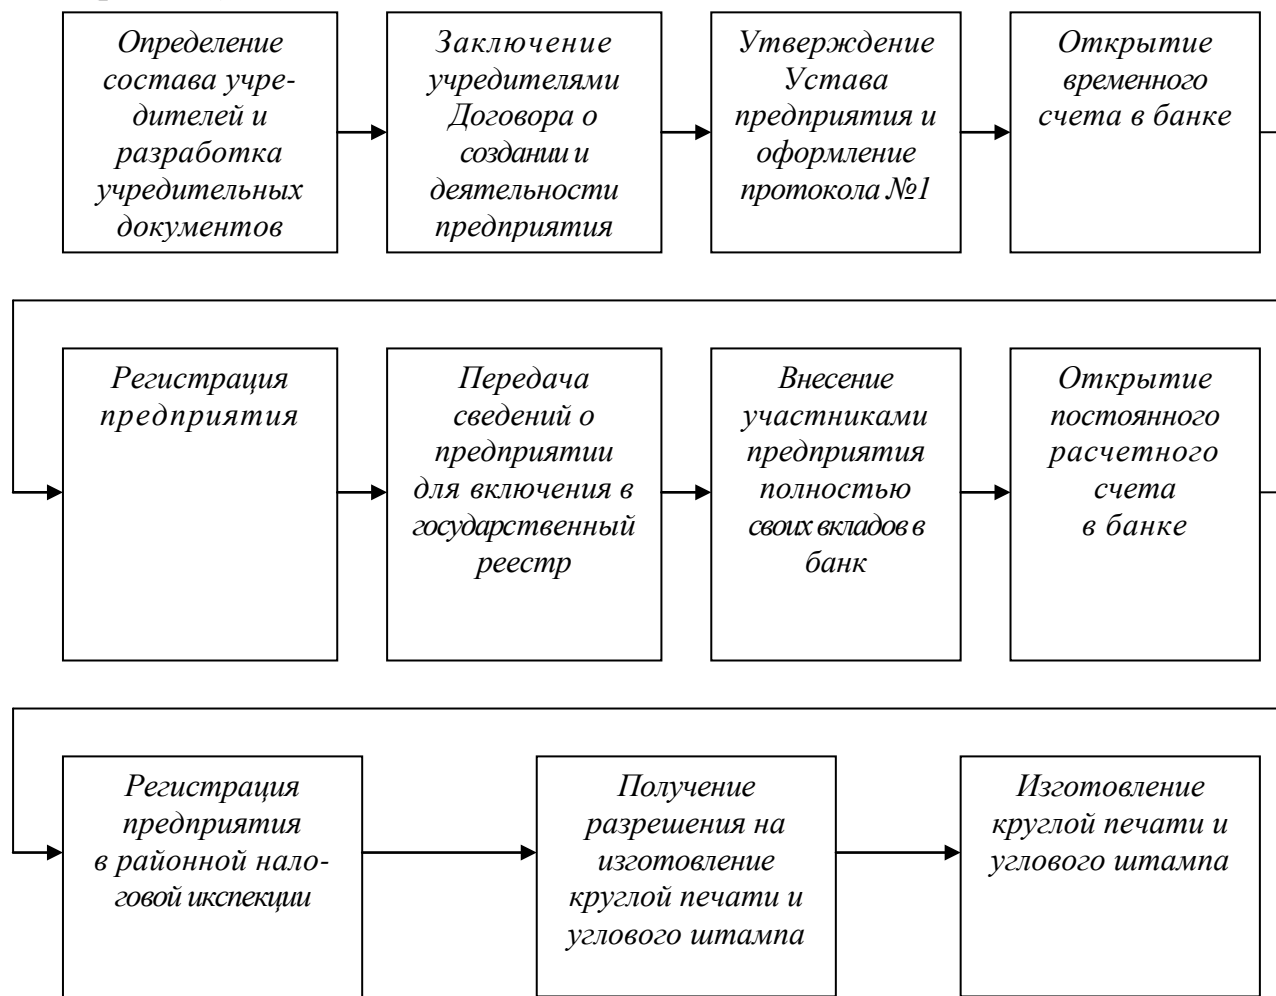 Определение
состава учре-
дителей и
разработка
учредительных
документов
Заключение
учредителями
Договора о
создании и
деятельности
предприятия
Утверждение
Устава
предприятия и
оформление
протокола №1
Открытие
временного
счета в банке
Регистрация
предприятия
Передача
сведений о
предприятии
для включения в
государственный
реестр
Внесение
участниками
предприятия
полностью
своих вкладов в
банк
Открытие
постоянного
расчетного
счета
в банке
Регистрация
предприятия
в районной нало-
говой икспекции
Получение
разрешения на
изготовление
круглой печати и
углового штампа
Изготовление
круглой печати и
углового штампа